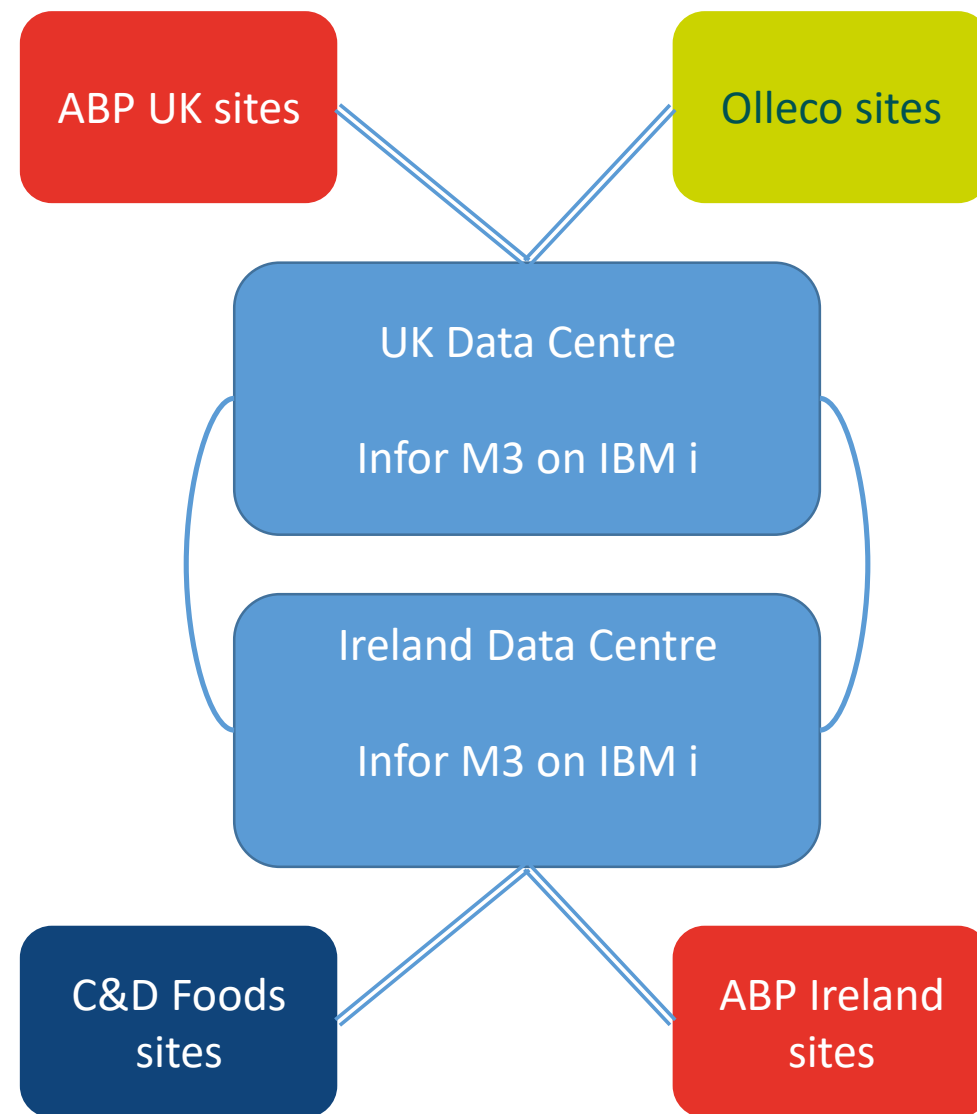 ABP UK sites
Olleco sites
UK Data Centre
Infor M3 on IBM i
Ireland Data Centre
Infor M3 on IBM i
C&D Foods
sites
ABP Ireland
sites